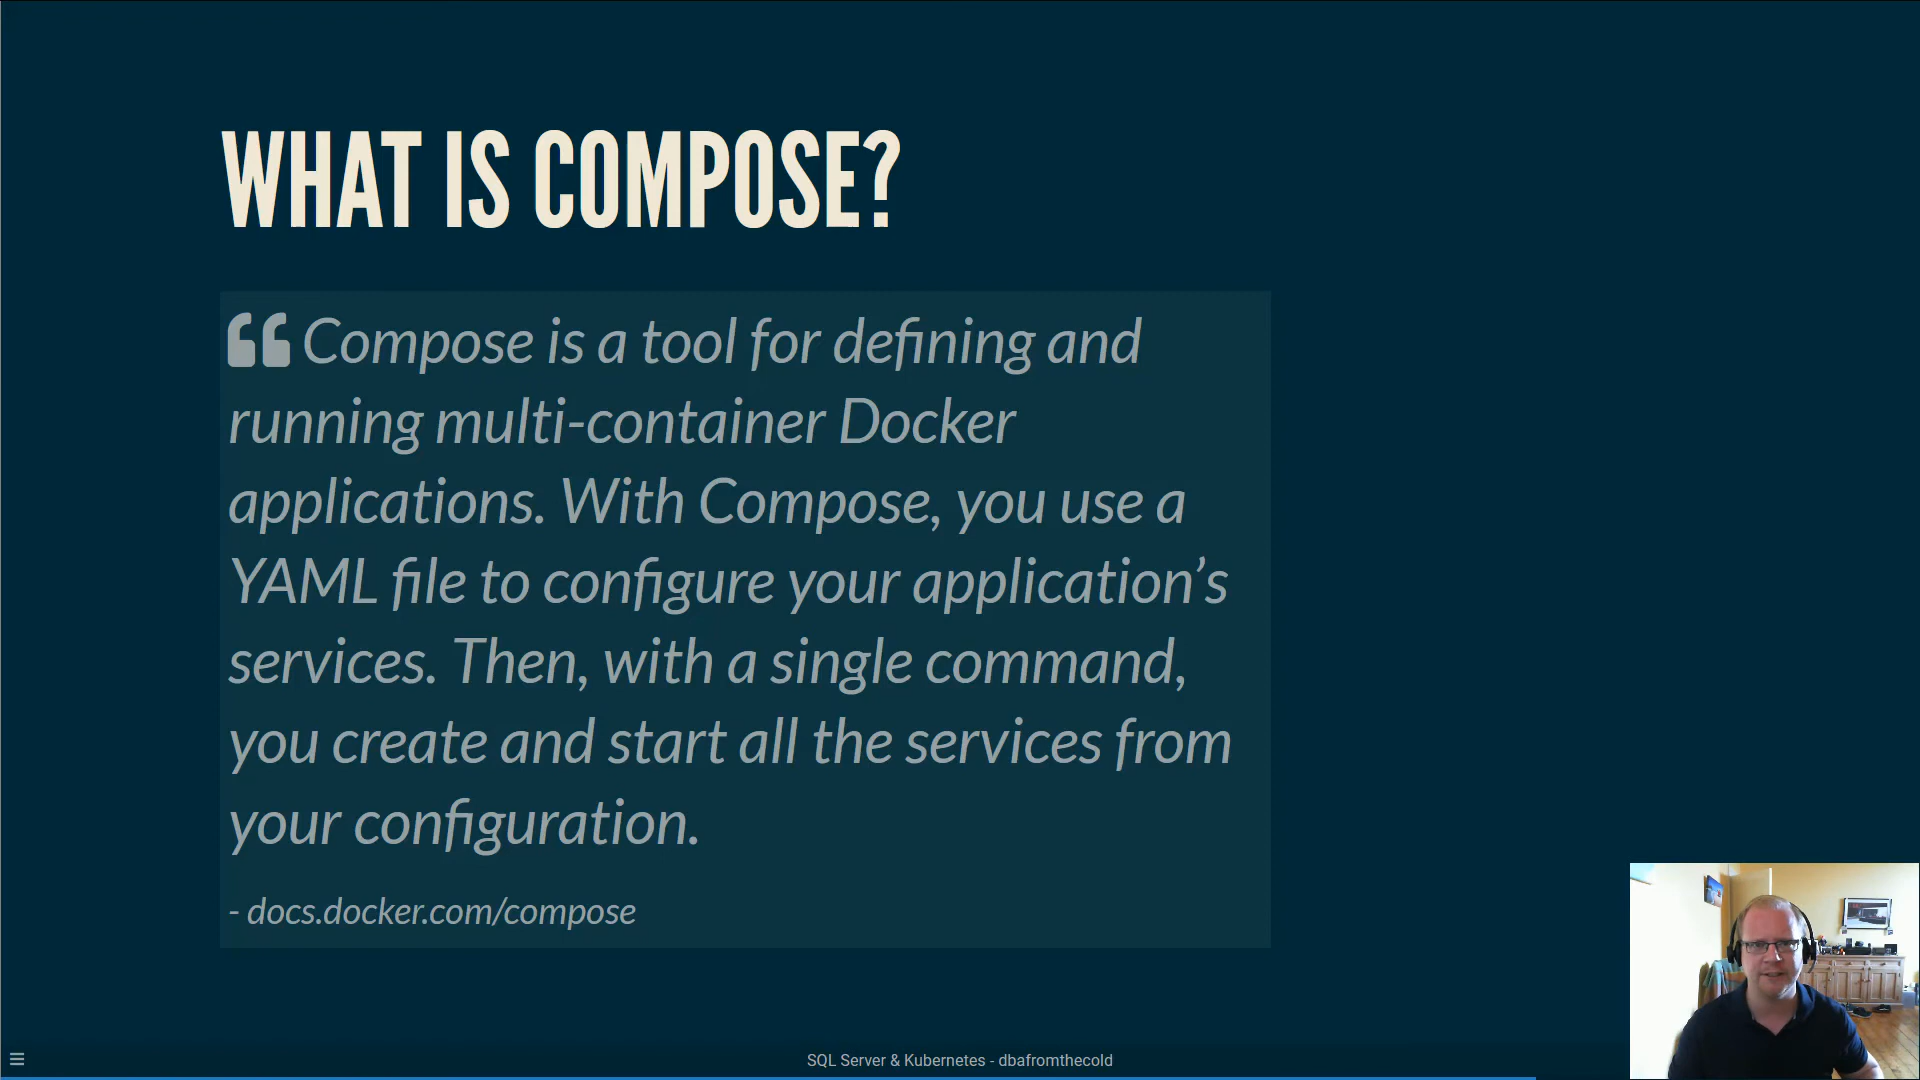 WHAT IS COMPOSE?
“ Compose is a tool for defining and
running multi-container Docker
applications. With Compose, you use a
YAML file to configure your application’s
services. Then, with a single command,
you create and start all the services from
your configuration.
- docs.docker.com/compose
SQL Server & Kubernetes - dbafromthecold